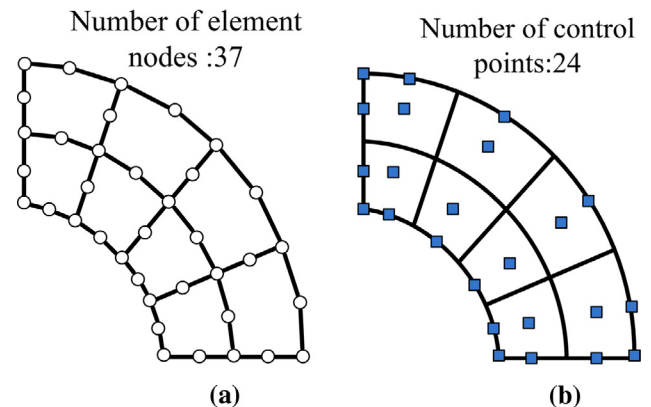 Number of element
nodes :37
Number of control
points:24
(a)
(b)